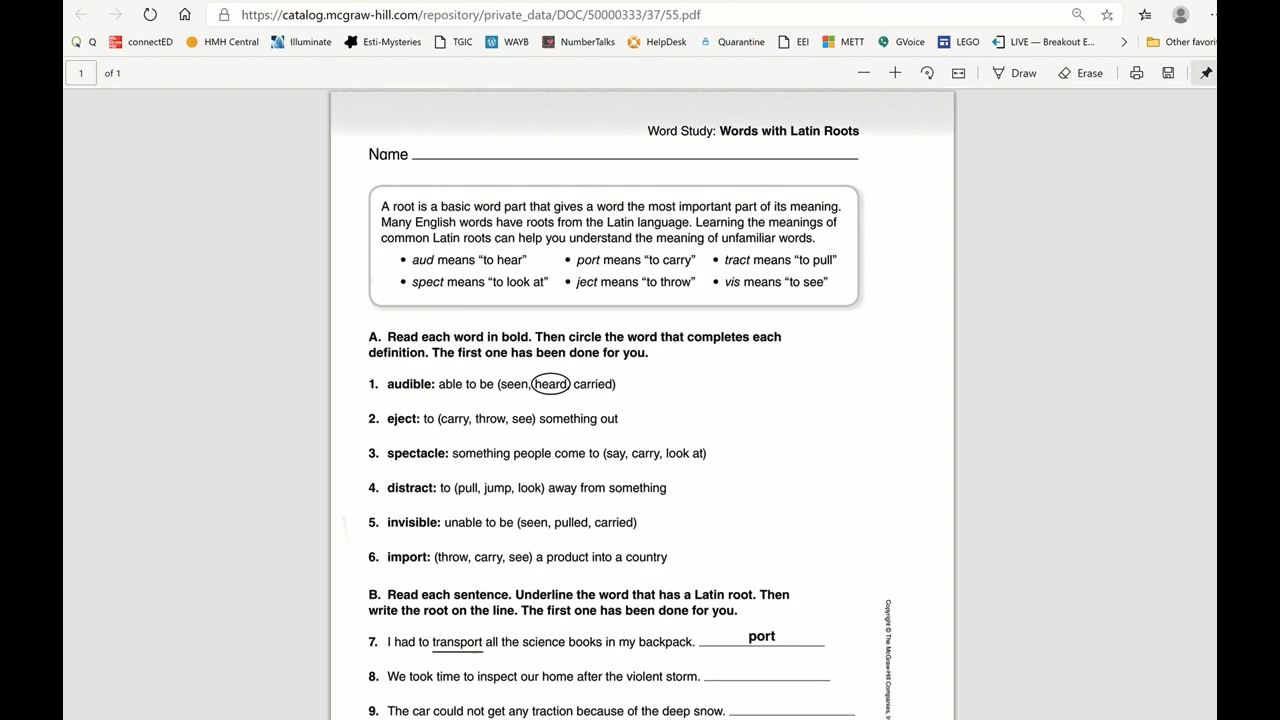 https://catalog.mcgraw-hill.com/repository/private_data/DOC/50000333/37/55.pdf
Q connectED HMH Central Illuminate Esti-Mysteries TGIC WAYB NumberTalks HelpDesk Quarantine EEI METT GVoice LEGO LIVE — Breakout E... Other favori
1 of 1 Draw Erase
Word Study: Words with Latin Roots
Name
A root is a basic word part that gives a word the most important part of its meaning.
Many English words have roots from the Latin language. Learning the meanings of
common Latin roots can help you understand the meaning of unfamiliar words.
• aud means “to hear” • port means “to carry” • tract means “to pull”
• spect means “to look at” • ject means “to throw” • vis means “to see”
A. Read each word in bold. Then circle the word that completes each
definition. The first one has been done for you.
1. audible: able to be (seen, heard, carried)
2. eject: to (carry, throw, see) something out
3. spectacle: something people come to (say, carry, look at)
4. distract: to (pull, jump, look) away from something
5. invisible: unable to be (seen, pulled, carried)
6. import: (throw, carry, see) a product into a country
B. Read each sentence. Underline the word that has a Latin root. Then
write the root on the line. The first one has been done for you.
7. I had to transport all the science books in my backpack. port
8. We took time to inspect our home after the violent storm.
9. The car could not get any traction because of the deep snow.
Copyright © The McGraw-Hill Companies, In